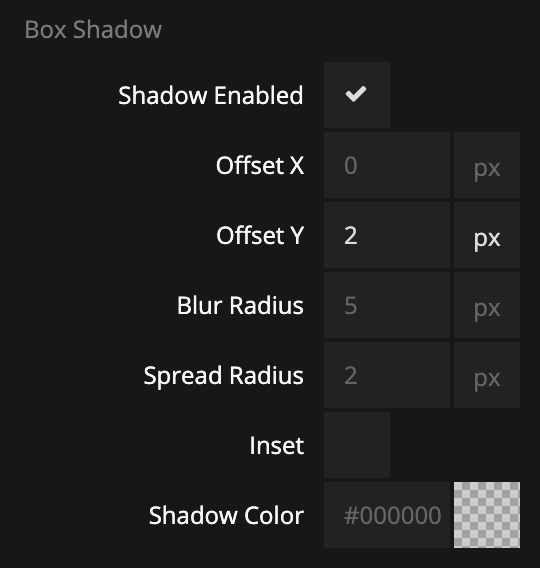 Box Shadow
Shadow Enabled
Offset X 0 px
Offset Y 2 px
Blur Radius 5 px
Spread Radius 2 px
Inset
Shadow Color #000000